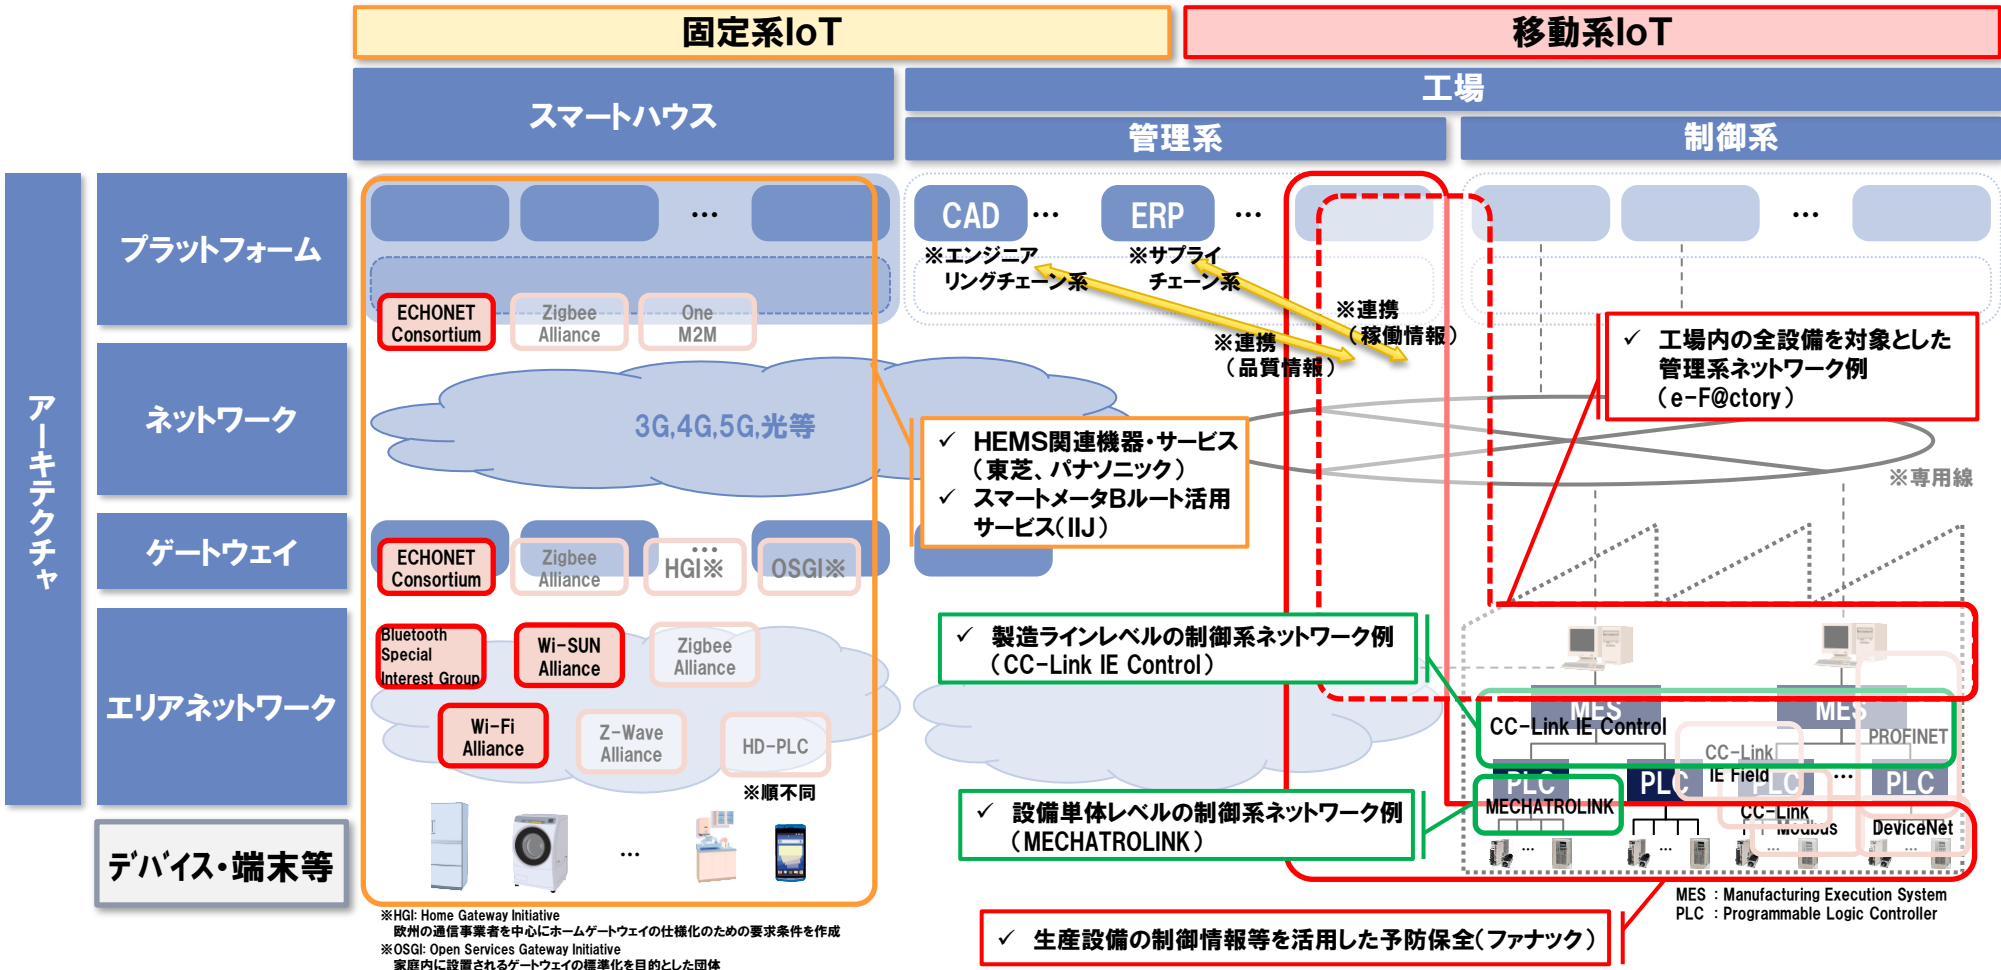 固定系IoT
移動系IoT
スマートハウス
工場
管理系
制御系
アーキテクチャ
プラットフォーム
…
CAD
…
ERP
…
…
※エンジニア
リングチェーン系
※サプライ
チェーン系
ECHONET
Consortium
Zigbee
Alliance
One
M2M
※連携
（稼働情報）
※連携
（品質情報）
✓ 工場内の全設備を対象とした
管理系ネットワーク例
（e-F@ctory）
ネットワーク
3G,4G,5G,光等
✓ HEMS関連機器・サービス
（東芝、パナソニック）
✓ スマートメータBルート活用
サービス（IIJ）
※専用線
ゲートウェイ
ECHONET
Consortium
Zigbee
Alliance
…
HGI※
OSGI※
エリアネットワーク
Bluetooth
Special
Interest Group
Wi-SUN
Alliance
Zigbee
Alliance
Wi-Fi
Alliance
Z-Wave
Alliance
HD-PLC
※順不同
✓ 製造ラインレベルの制御系ネットワーク例
（CC-Link IE Control）
MES
MES
CC-Link IE Control
PROFINET
CC-Link
IE Field
PLC
PLC
PLC
…
PLC
✓ 設備単体レベルの制御系ネットワーク例
（MECHATROLINK）
MECHATROLINK
CC-Link
Modbus
DeviceNet
デバイス・端末等
…
…
…
…
…
MES : Manufacturing Execution System
PLC : Programmable Logic Controller
※HGI: Home Gateway Initiative
欧州の通信事業者を中心にホームゲートウェイの仕様化のための要求条件を作成
※OSGI: Open Services Gateway Initiative
家庭内に設置されるゲートウェイの標準化を目的とした団体
✓ 生産設備の制御情報等を活用した予防保全（ファナック）